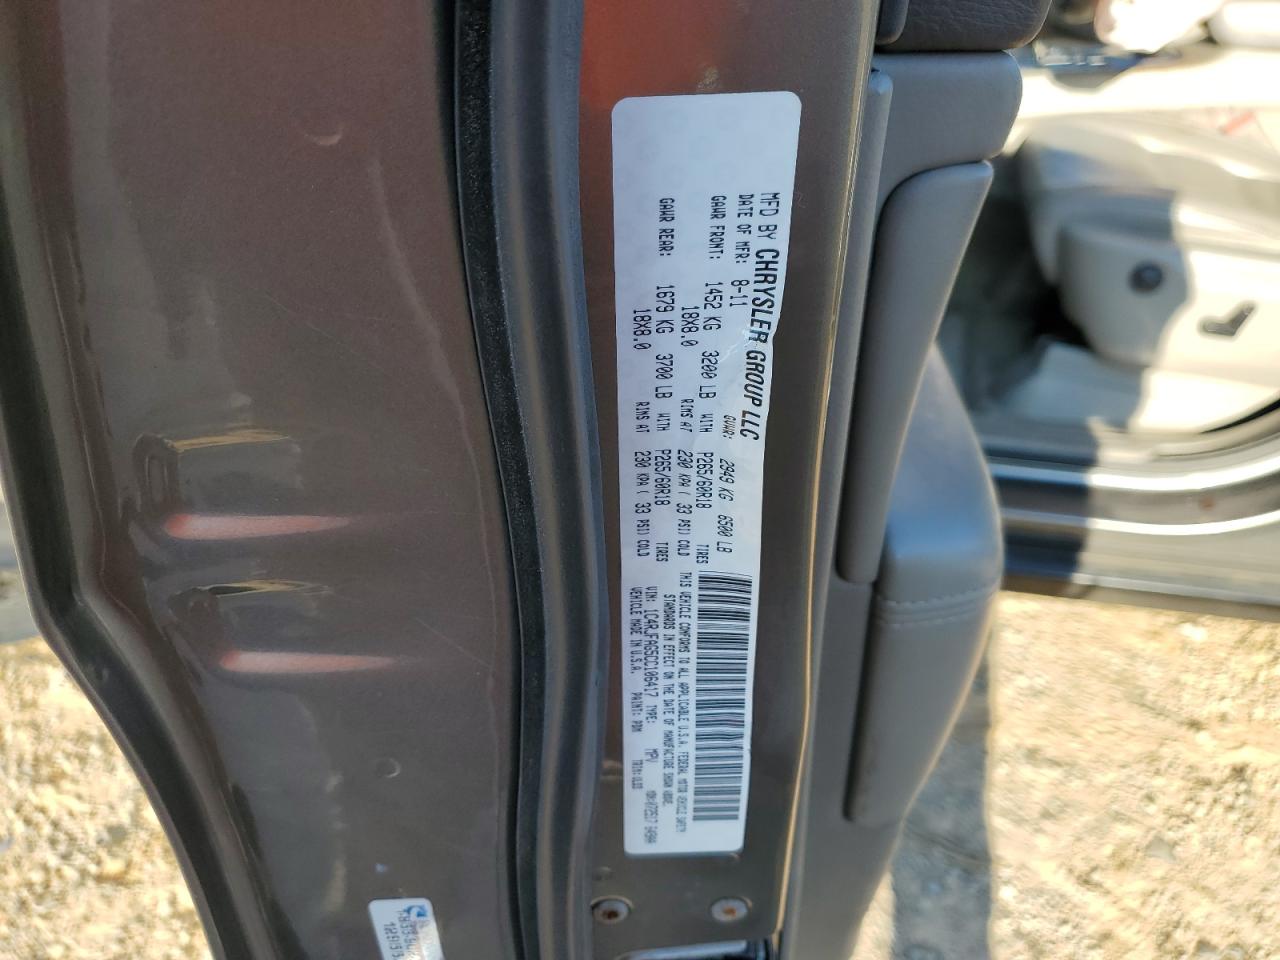 MFD BY CHRYSLER GROUP LLC
DATE OF MFR: 8-11 GVWR: 2949 KG 6500 LB
GAWR FRONT: 1452 KG 3200 LB WITH P265/60R18 TIRES
18X8.0 RIMS AT 230 KPA ( 33 PSI) COLD
GAWR REAR: 1679 KG 3700 LB WITH P265/60R18 TIRES
18X8.0 RIMS AT 230 KPA ( 33 PSI) COLD
THIS VEHICLE CONFORMS TO ALL APPLICABLE U.S.A. FEDERAL MOTOR VEHICLE SAFETY
STANDARDS IN EFFECT ON THE DATE OF MANUFACTURE SHOWN ABOVE.
VIN: 1C4RJFAG5CC106417 TYPE: MPV
VEHICLE MADE IN U.S.A. PAINT: PDM TRIM: